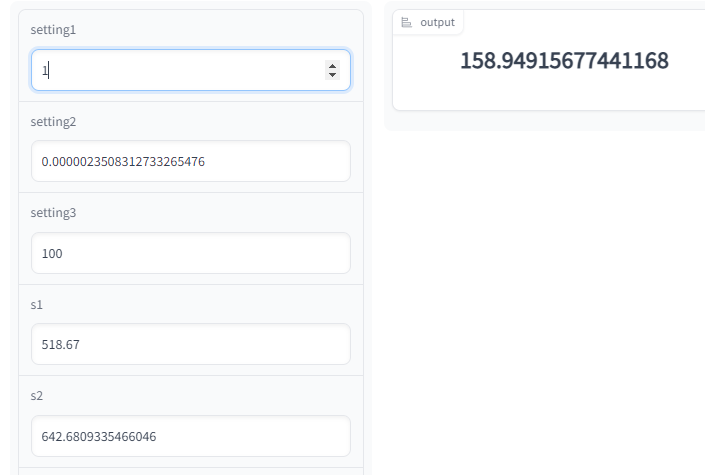 setting1
1
setting2
0.0000023508312733265476
setting3
100
s1
518.67
s2
642.6809335466046
output
158.94915677441168